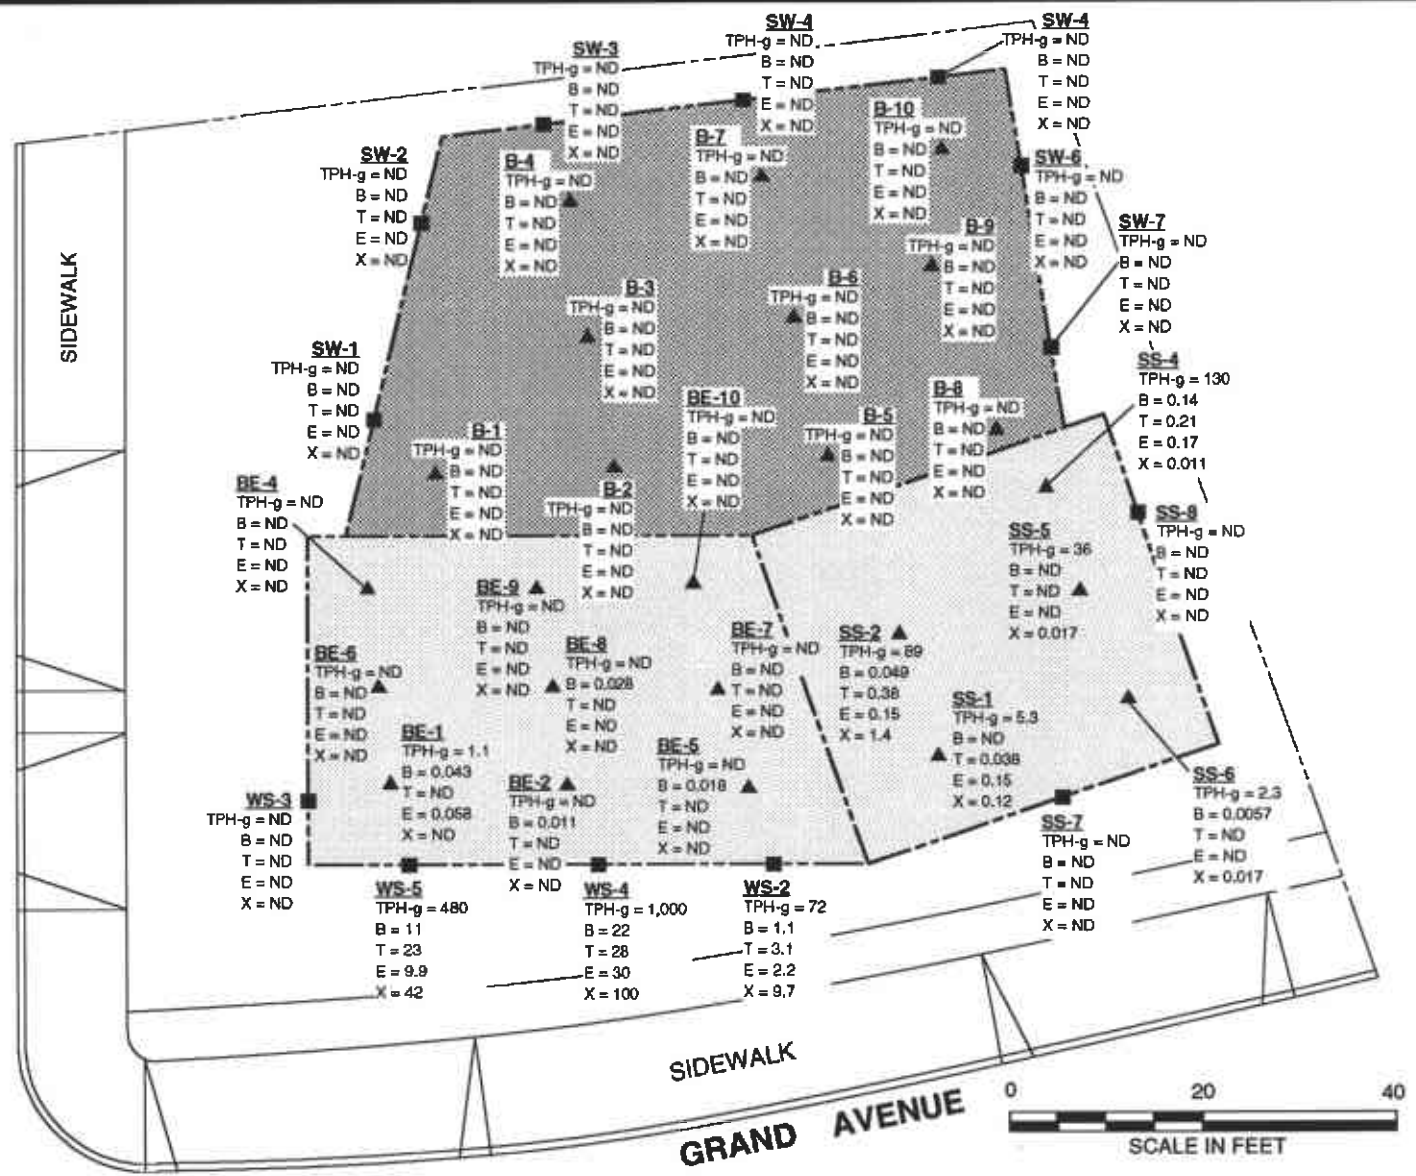 SW-4
TPH-g = ND
B = ND
T = ND
E = ND
X = ND
SW-4
TPH-g = ND
B = ND
T = ND
E = ND
X = ND
SW-3
TPH-g = ND
B = ND
T = ND
E = ND
X = ND
B-10
TPH-g = ND
B = ND
T = ND
E = ND
X = ND
B-7
TPH-g = ND
B = ND
T = ND
E = ND
X = ND
SW-2
TPH-g = ND
B = ND
T = ND
E = ND
X = ND
B-4
TPH-g = ND
B = ND
T = ND
E = ND
X = ND
SW-6
TPH-g = ND
B = ND
T = ND
E = ND
X = ND
SW-7
TPH-g = ND
B = ND
T = ND
E = ND
X = ND
B-9
TPH-g = ND
B = ND
T = ND
E = ND
X = ND
SIDEWALK
B-3
TPH-g = ND
B = ND
T = ND
E = ND
X = ND
B-6
TPH-g = ND
B = ND
T = ND
E = ND
X = ND
SW-1
TPH-g = ND
B = ND
T = ND
E = ND
X = ND
SS-4
TPH-g = 130
B = 0.14
T = 0.21
E = 0.17
X = 0.011
BE-10
TPH-g = ND
B = ND
T = ND
E = ND
X = ND
B-8
TPH-g = ND
B = ND
T = ND
E = ND
X = ND
B-5
TPH-g = ND
B = ND
T = ND
E = ND
X = ND
B-1
TPH-g = ND
B = ND
T = ND
E = ND
X = ND
BE-4
TPH-g = ND
B = ND
T = ND
E = ND
X = ND
B-2
TPH-g = ND
B = ND
T = ND
E = ND
X = ND
SS-8
TPH-g = ND
B = ND
T = ND
E = ND
X = ND
SS-5
TPH-g = 36
B = ND
T = ND
E = ND
X = 0.017
BE-9
TPH-g = ND
B = ND
T = ND
E = ND
X = ND
BE-8
TPH-g = ND
B = 0.028
T = ND
E = ND
X = ND
BE-7
TPH-g = ND
B = ND
T = ND
E = ND
X = ND
SS-2
TPH-g = 89
B = 0.049
T = 0.38
E = 0.15
X = 1.4
BE-6
TPH-g = ND
B = ND
T = ND
E = ND
X = ND
SS-1
TPH-g = 5.3
B = ND
T = 0.038
E = 0.15
X = 0.12
BE-1
TPH-g = 1.1
B = 0.043
T = ND
E = 0.058
X = ND
BE-5
TPH-g = ND
B = 0.018
T = ND
E = ND
X = ND
BE-2
TPH-g = ND
B = 0.011
T = ND
E = ND
X = ND
SS-6
TPH-g = 2.3
B = 0.0057
T = ND
E = ND
X = 0.017
WS-3
TPH-g = ND
B = ND
T = ND
E = ND
X = ND
SS-7
TPH-g = ND
B = ND
T = ND
E = ND
X = ND
WS-5
TPH-g = 480
B = 11
T = 23
E = 9.9
X = 42
WS-4
TPH-g = 1,000
B = 22
T = 28
E = 30
X = 100
WS-2
TPH-g = 72
B = 1.1
T = 3.1
E = 2.2
X = 9.7
SIDEWALK
GRAND AVENUE
0 20 40
SCALE IN FEET